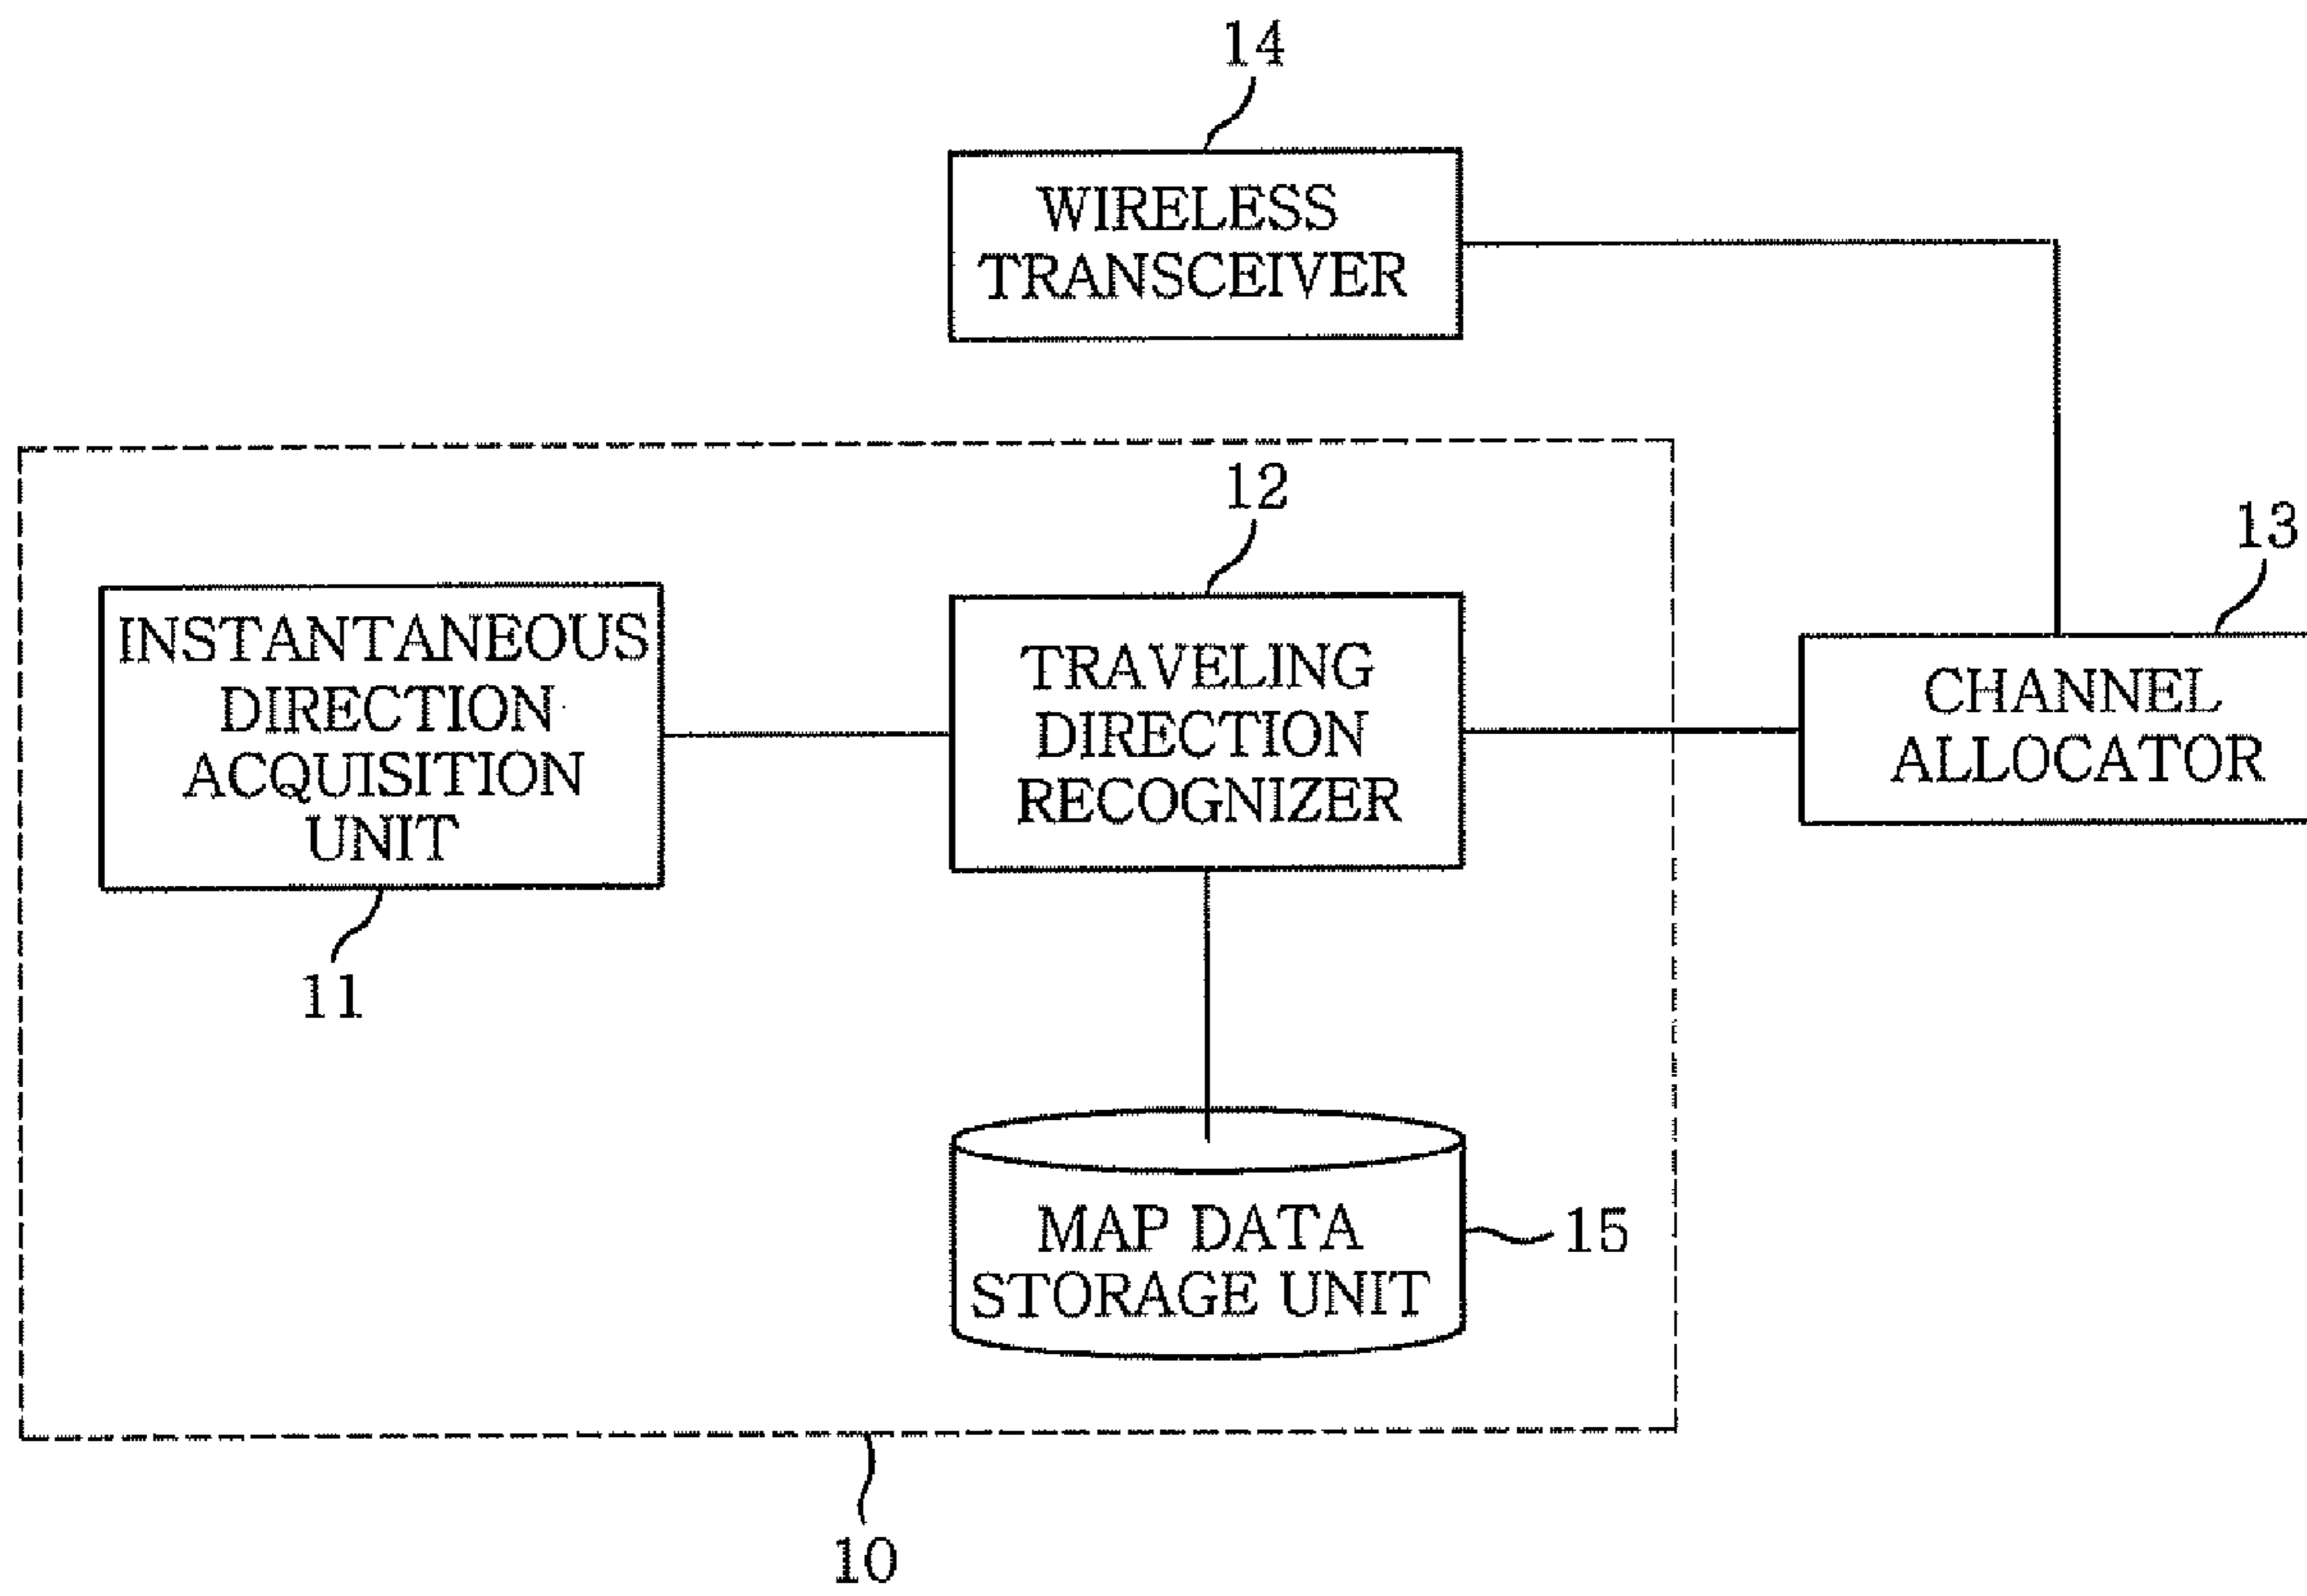 14
WIRELESS
TRANSCEIVER
12
13
INSTANTANEOUS
DIRECTION
ACQUISITION
UNIT
TRAVELING
DIRECTION
RECOGNIZER
CHANNEL
ALLOCATOR
11
MAP DATA
STORAGE UNIT
15
10